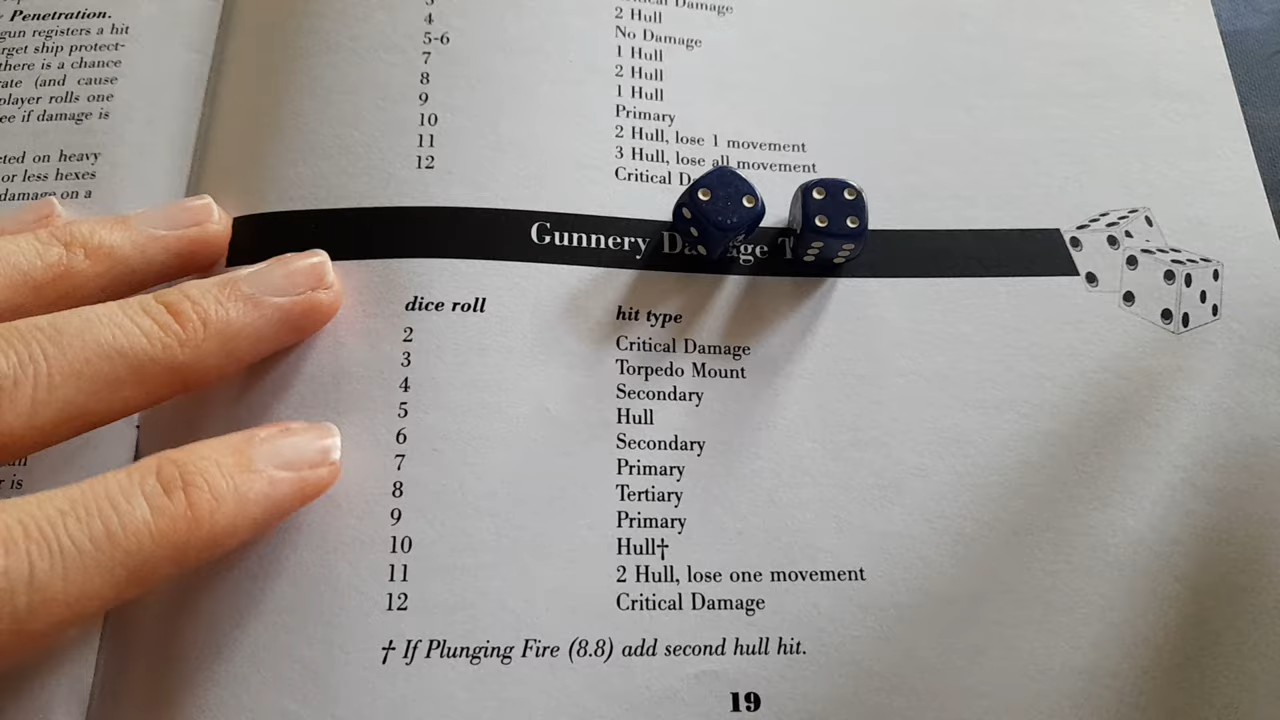 Penetration.
gun registers a hit
rget ship protect-
there is a chance
ate (and cause
player rolls one
ee if damage is
cted on heavy
or less hexes
damage on a
r is
Damage
4 2 Hull
5-6 No Damage
7 1 Hull
8 2 Hull
9 1 Hull
10 Primary
11 2 Hull, lose 1 movement
12 3 Hull, lose all movement
Critical D
Gunnery
dice roll hit type
2 Critical Damage
3 Torpedo Mount
4 Secondary
5 Hull
6 Secondary
7 Primary
8 Tertiary
9 Primary
10 Hull†
11 2 Hull, lose one movement
12 Critical Damage
† If Plunging Fire (8.8) add second hull hit.
19